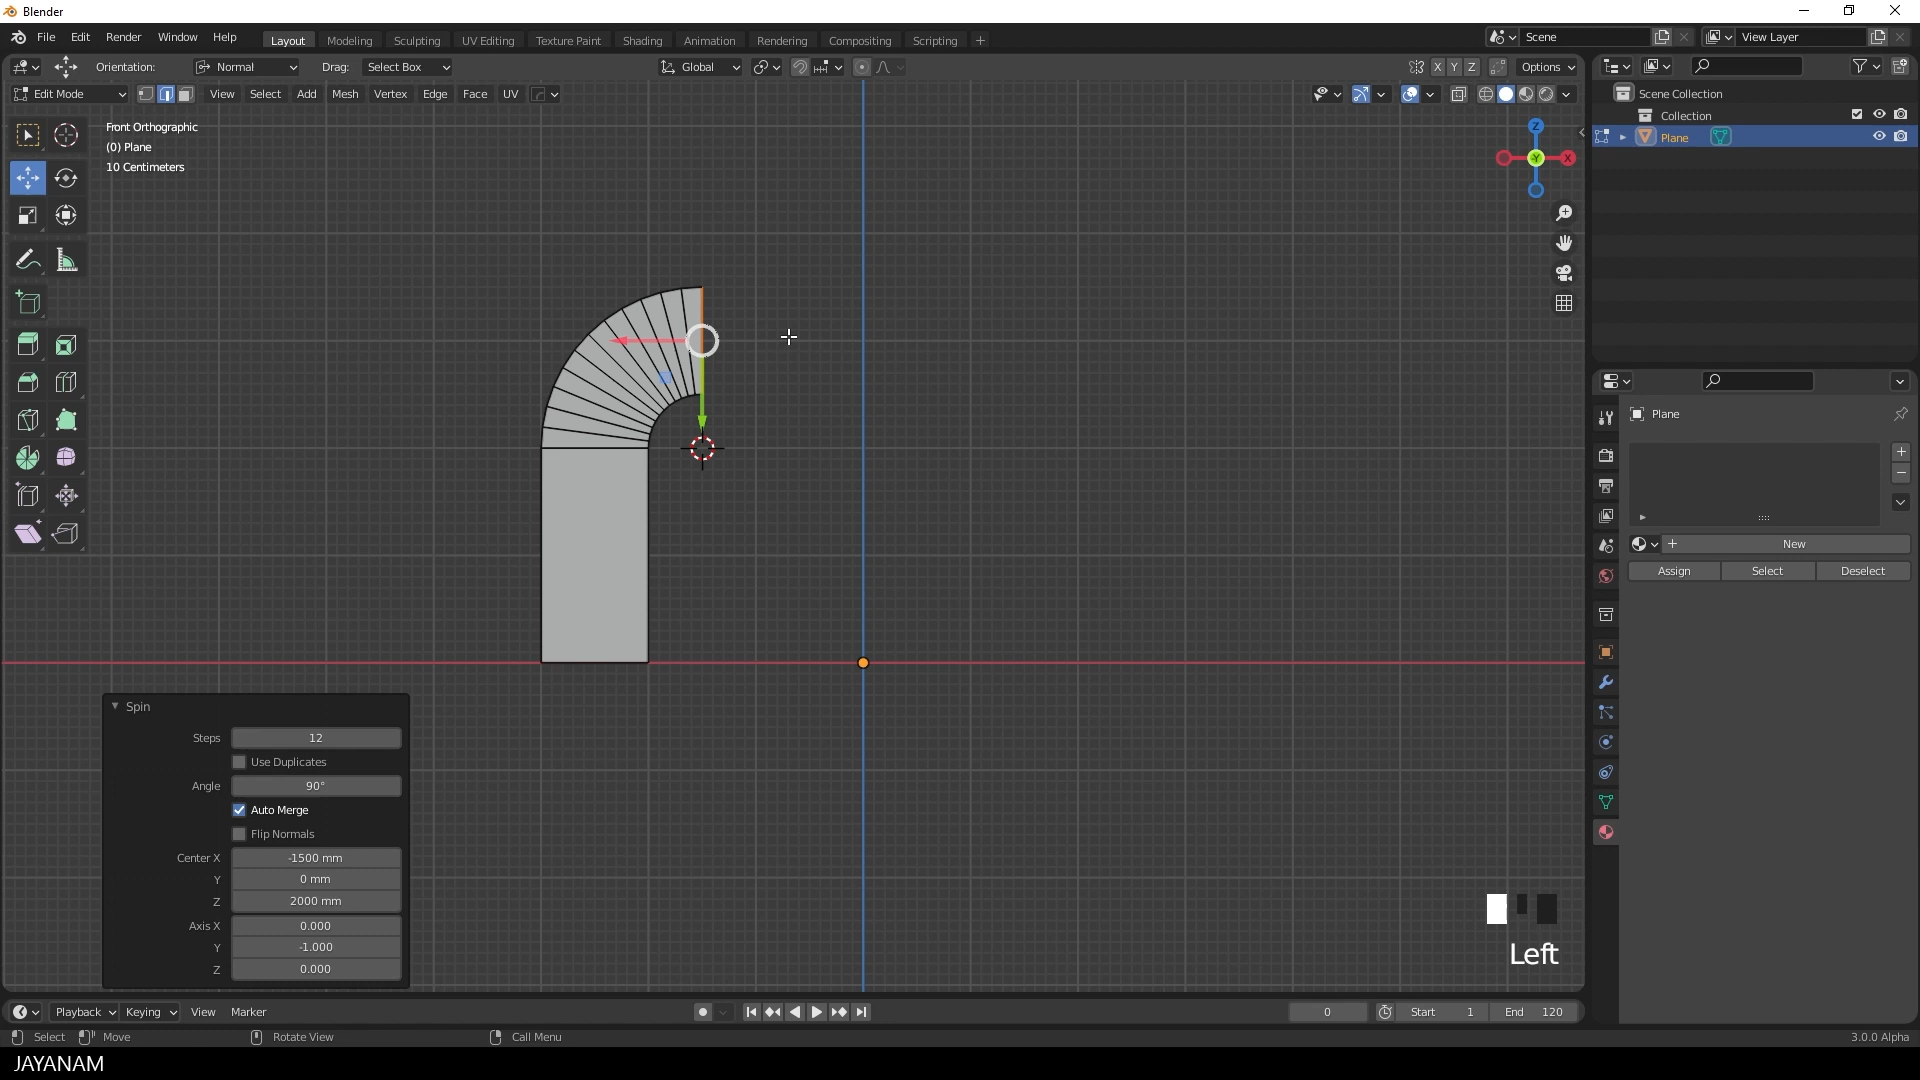 Blender
File Edit Render Window Help
Layout Modeling Sculpting UV Editing Texture Paint Shading Animation Rendering Compositing Scripting +
Scene
View Layer
Orientation: Normal Drag: Select Box
Global
X Y Z
Options
Edit Mode
View Select Add Mesh Vertex Edge Face UV
Front Orthographic
(0) Plane
10 Centimeters
Z
Y
X
Scene Collection
Collection
Plane
Plane
New
Assign Select Deselect
Spin
Steps 12
Use Duplicates
Angle 90°
Auto Merge
Flip Normals
Center X -1500 mm
Y 0 mm
Z 2000 mm
Axis X 0.000
Y -1.000
Z 0.000
Left
Playback Keying View Marker
0
Start 1
End 120
Select Move Rotate View Call Menu
3.0.0 Alpha
JAYANAM